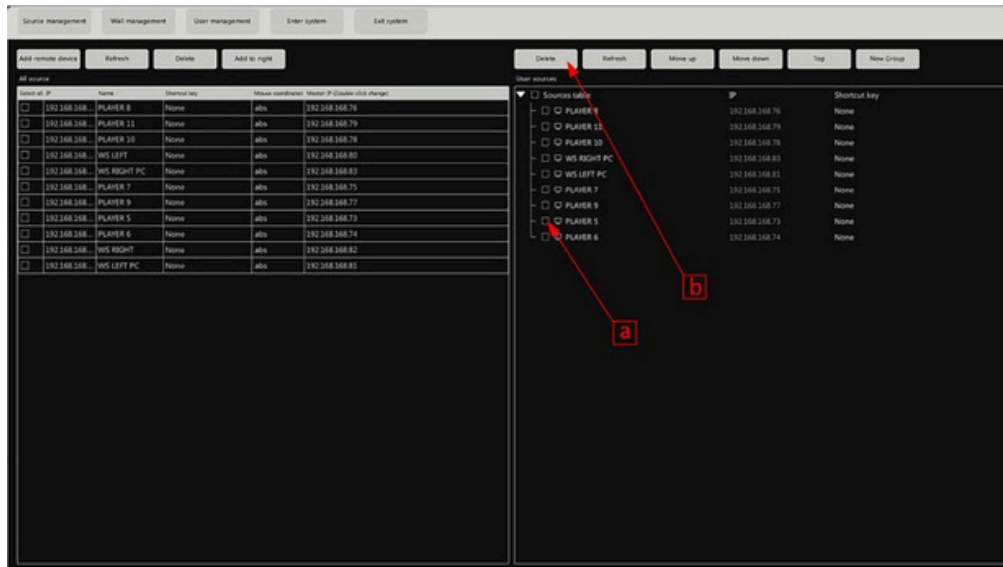 Source management Wall management User management Enter system Exit system
Add remote device Refresh Delete Add to right Delete Refresh Move up Move down Top New Group
All source User sources
Select all IP Name Shortcut key Mouse coordinates Master IP (Double click change) Sources table IP Shortcut key
192.168.168... PLAYER 8 None abs 192.168.168.76 PLAYER 8 192.168.168.76 None
192.168.168... PLAYER 11 None abs 192.168.168.79 PLAYER 11 192.168.168.79 None
192.168.168... PLAYER 10 None abs 192.168.168.78 PLAYER 10 192.168.168.78 None
192.168.168... WS LEFT None abs 192.168.168.80 WS RIGHT PC 192.168.168.83 None
192.168.168... WS RIGHT PC None abs 192.168.168.83 WS LEFT PC 192.168.168.81 None
192.168.168... PLAYER 7 None abs 192.168.168.75 PLAYER 7 192.168.168.75 None
192.168.168... PLAYER 9 None abs 192.168.168.77 PLAYER 9 192.168.168.77 None
192.168.168... PLAYER 5 None abs 192.168.168.73 PLAYER 5 192.168.168.73 None
192.168.168... PLAYER 6 None abs 192.168.168.74 PLAYER 6 192.168.168.74 None
192.168.168... WS RIGHT None abs 192.168.168.82
192.168.168... WS LEFT PC None abs 192.168.168.81
b
a